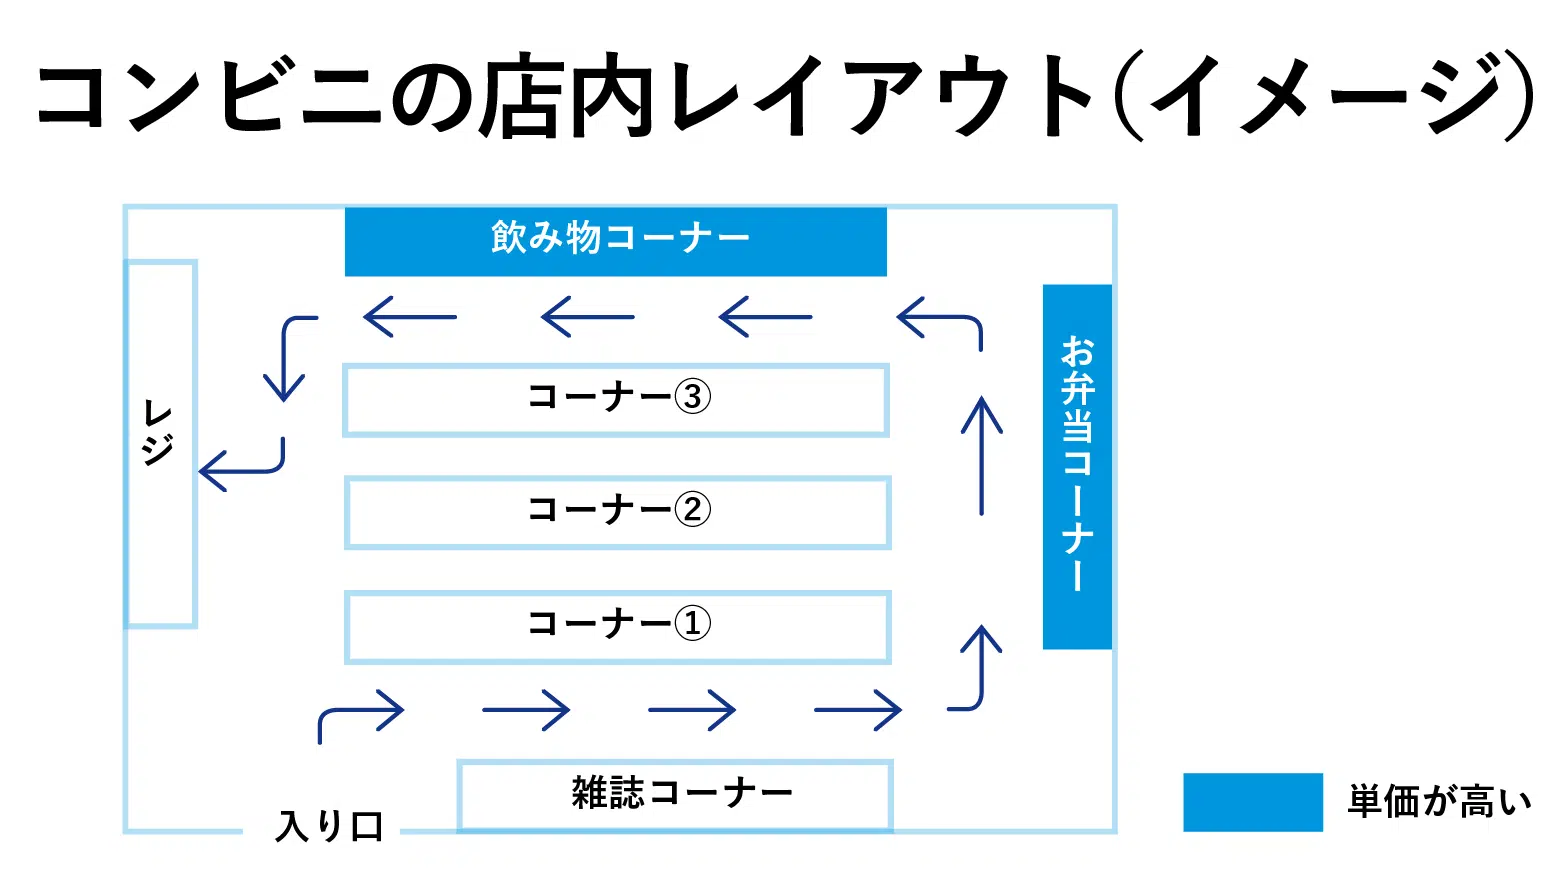 コンビニの店内レイアウト(イメージ)
飲み物コーナー
お弁当コーナー
レジ
コーナー③
コーナー②
コーナー①
雑誌コーナー
入り口
単価が高い